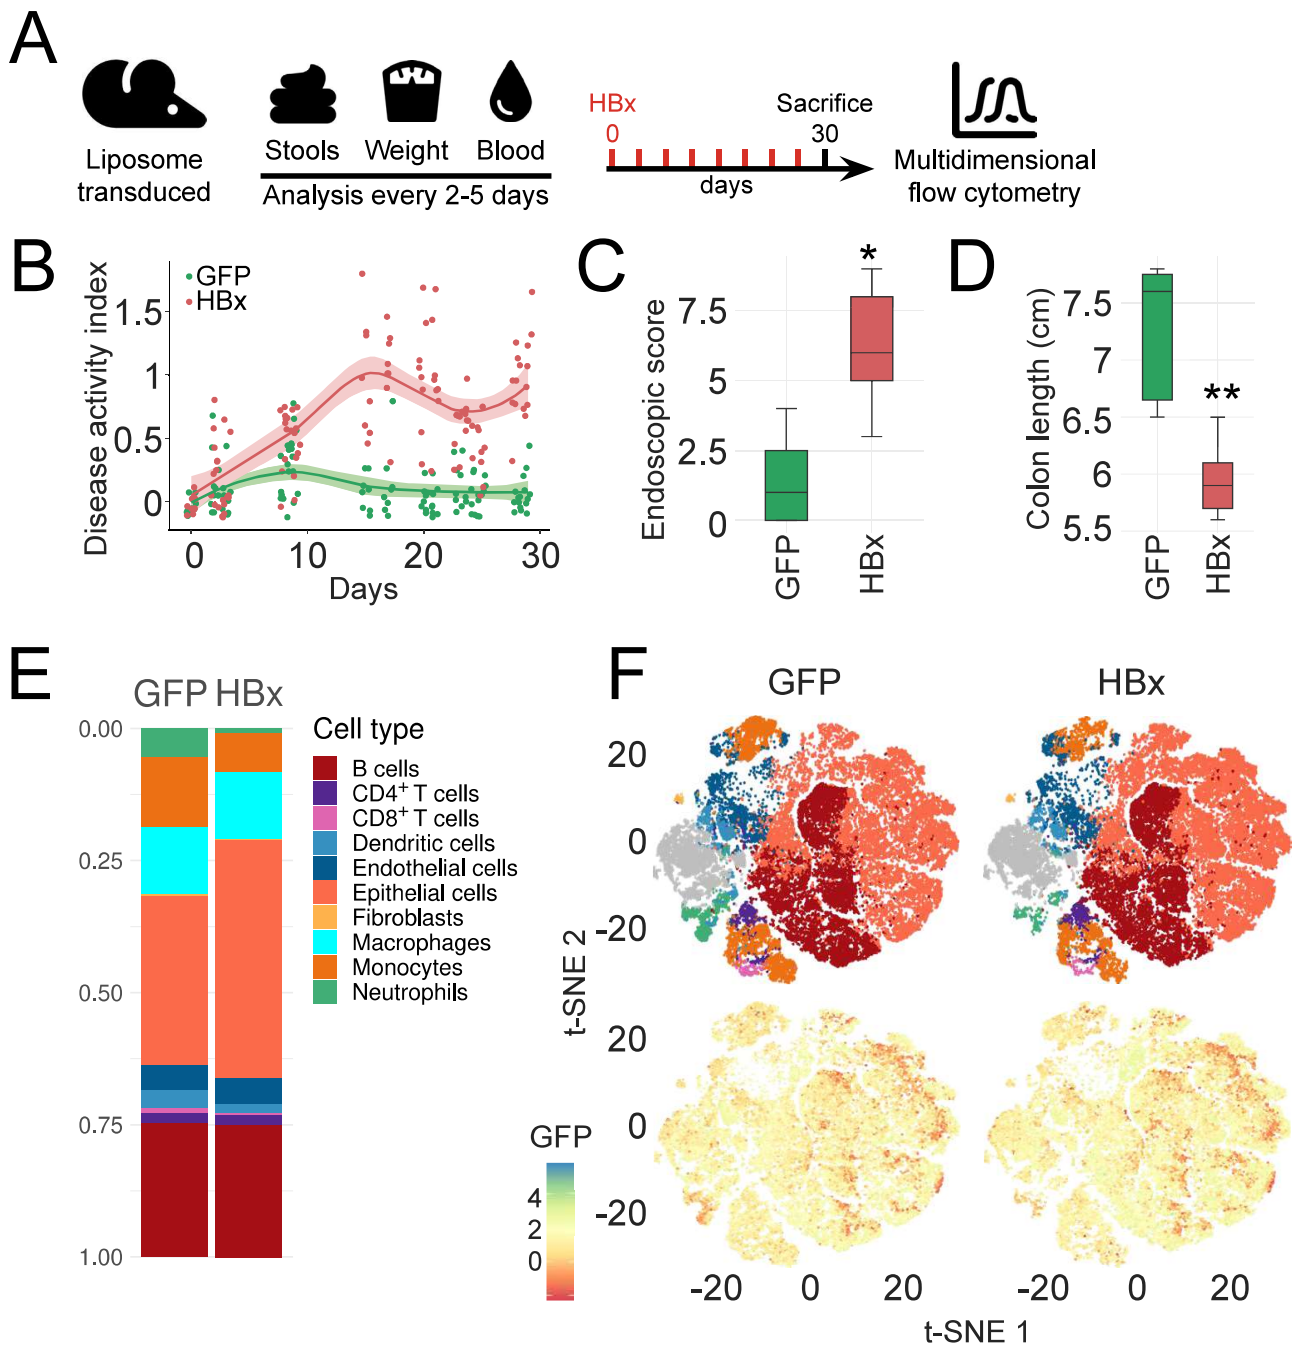 A
Liposome
transduced
Stools Weight Blood
Analysis every 2-5 days
HBx Sacrifice
0 30
days
Multidimensional
flow cytometry
B
Disease activity index
GFP
HBx
1.5
1
0.5
0
0 10 20 30
Days
C
Endoscopic score
7.5
5
2.5
0
*
GFP HBx
D
Colon length (cm)
7.5
7
6.5
6
5.5
**
GFP HBx
E
GFP HBx
0.00
0.25
0.50
0.75
1.00
Cell type
B cells
CD4+ T cells
CD8+ T cells
Dendritic cells
Endothelial cells
Epithelial cells
Fibroblasts
Macrophages
Monocytes
Neutrophils
F
GFP HBx
20
0
-20
t-SNE 2
20
0
-20
GFP
4
2
0
-20 0 20 -20 0 20
t-SNE 1